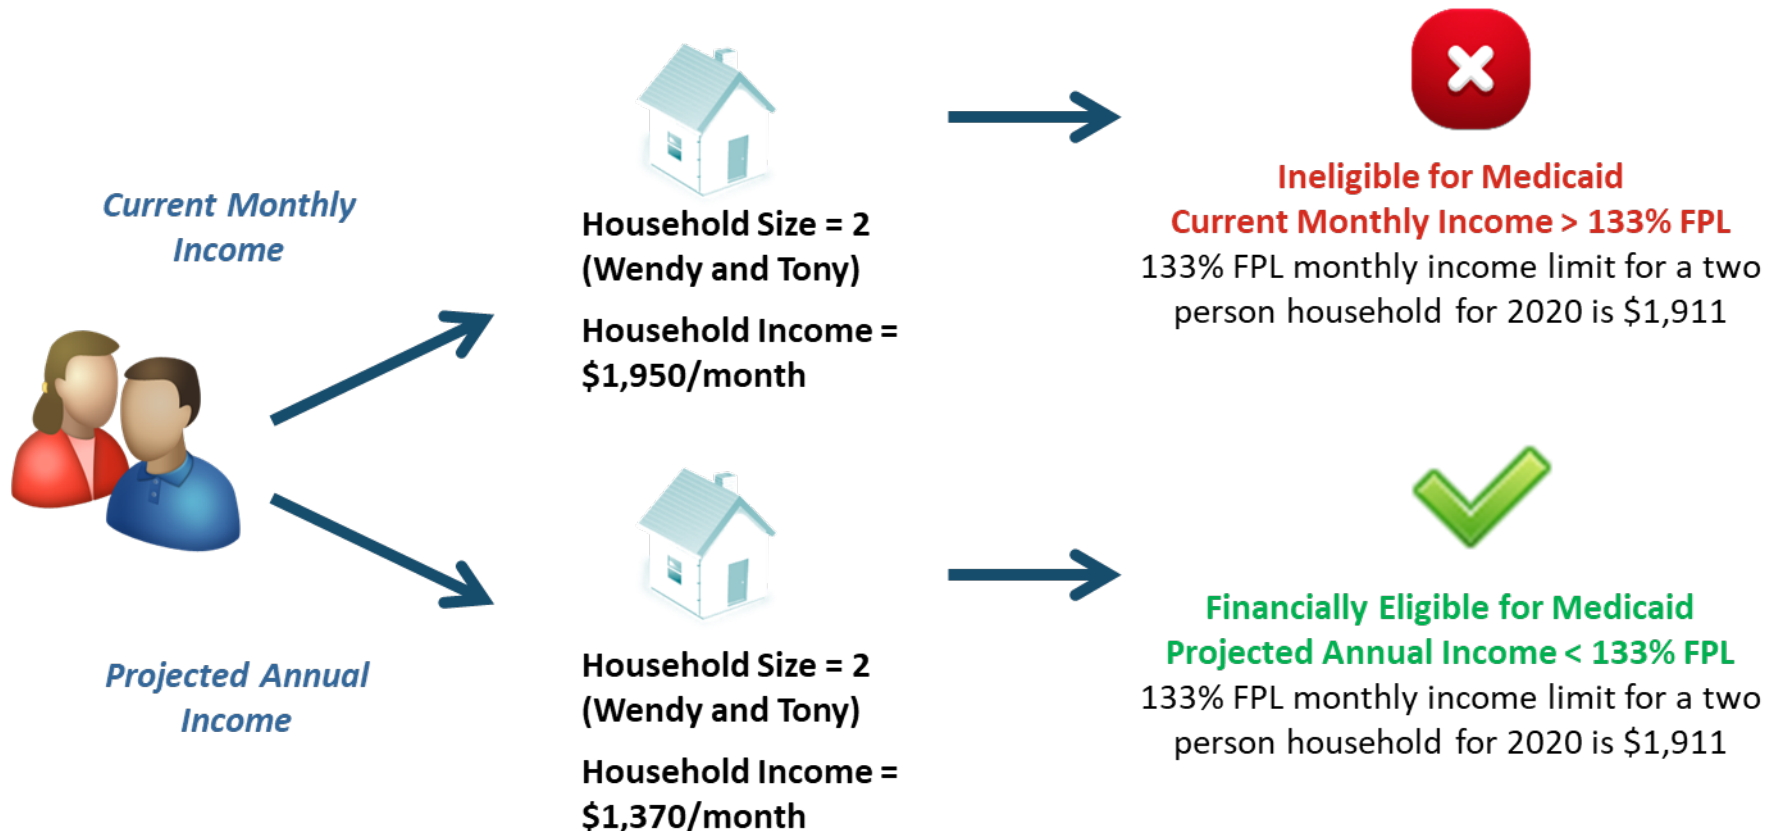 Current Monthly
Income
Household Size = 2
(Wendy and Tony)
Household Income =
$1,950/month
Ineligible for Medicaid
Current Monthly Income > 133% FPL
133% FPL monthly income limit for a two
person household for 2020 is $1,911
Projected Annual
Income
Household Size = 2
(Wendy and Tony)
Household Income =
$1,370/month
Financially Eligible for Medicaid
Projected Annual Income < 133% FPL
133% FPL monthly income limit for a two
person household for 2020 is $1,911